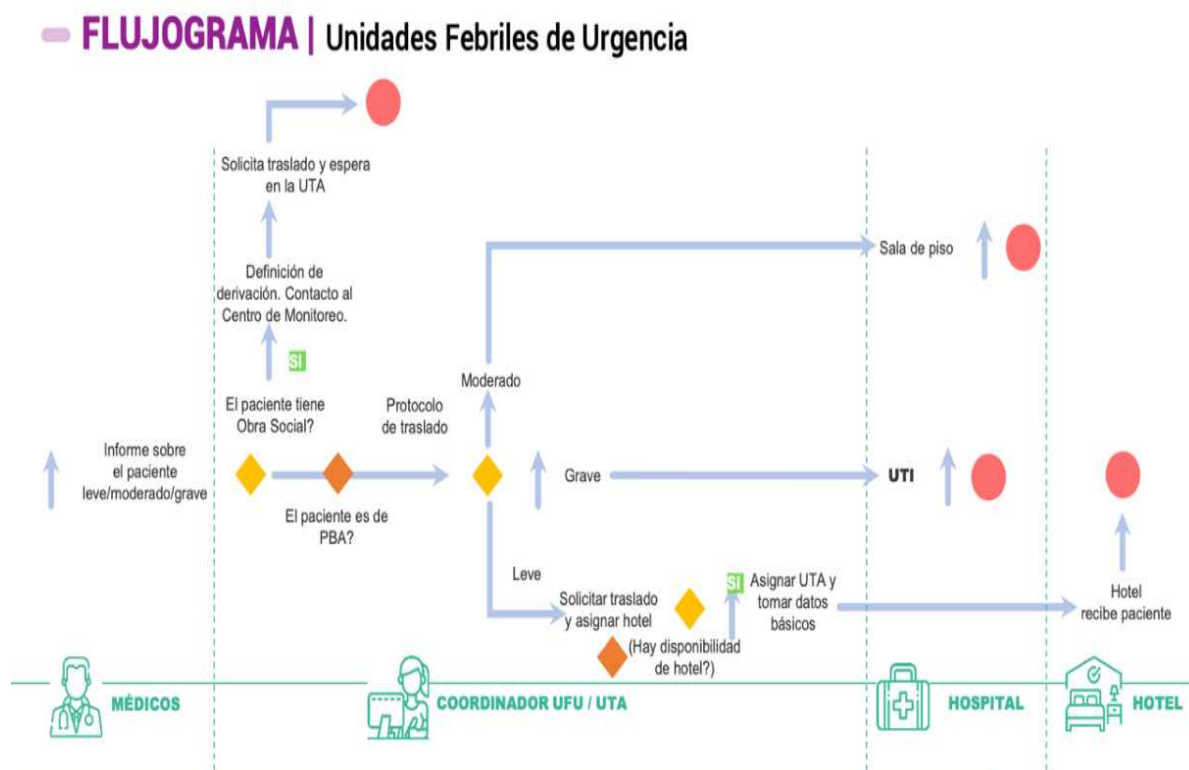 FLUJOGRAMA | Unidades Febriles de Urgencia
Solicita traslado y espera
en la UTA
Definición de
derivación. Contacto al
Centro de Monitoreo.
SI
El paciente tiene
Obra Social?
Informe sobre
el paciente
leve/moderado/grave
El paciente es de
PBA?
Protocolo
de traslado
Moderado
Sala de piso
Grave
UTI
Leve
Solicitar traslado
y asignar hotel
(Hay disponibilidad
de hotel?)
SI
Asignar UTA y
tomar datos
básicos
Hotel
recibe paciente
MÉDICOS
COORDINADOR UFU / UTA
HOSPITAL
HOTEL